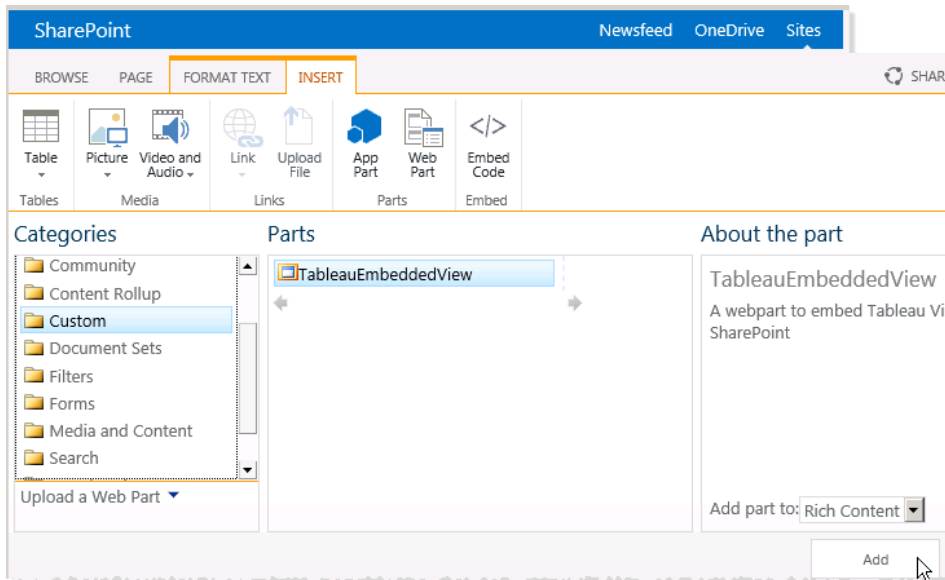 SharePoint
Newsfeed OneDrive Sites
BROWSE PAGE FORMAT TEXT INSERT
SHAR
Table Picture Video and Audio Link Upload File App Part Web Part Embed Code
Tables Media Links Parts Embed
Categories
Community
Content Rollup
Custom
Document Sets
Filters
Forms
Media and Content
Search
Upload a Web Part
Parts
TableauEmbeddedView
About the part
TableauEmbeddedView
A webpart to embed Tableau Vi
SharePoint
Add part to: Rich Content
Add